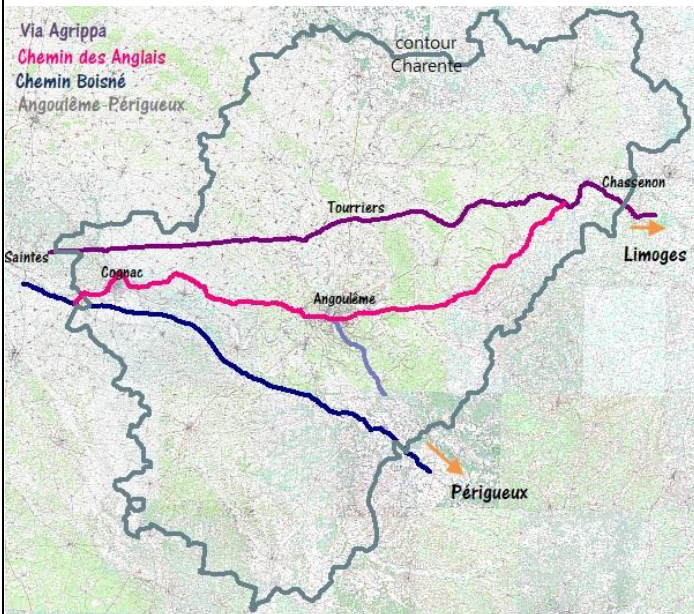 Via Agrippa
Chemin des Anglais
Chemin Boisné
Angoulême-Périgueux
contour
Charente
Chassenon
Tourriers
Limoges
Saintes
Cognac
Angoulême
Périgueux